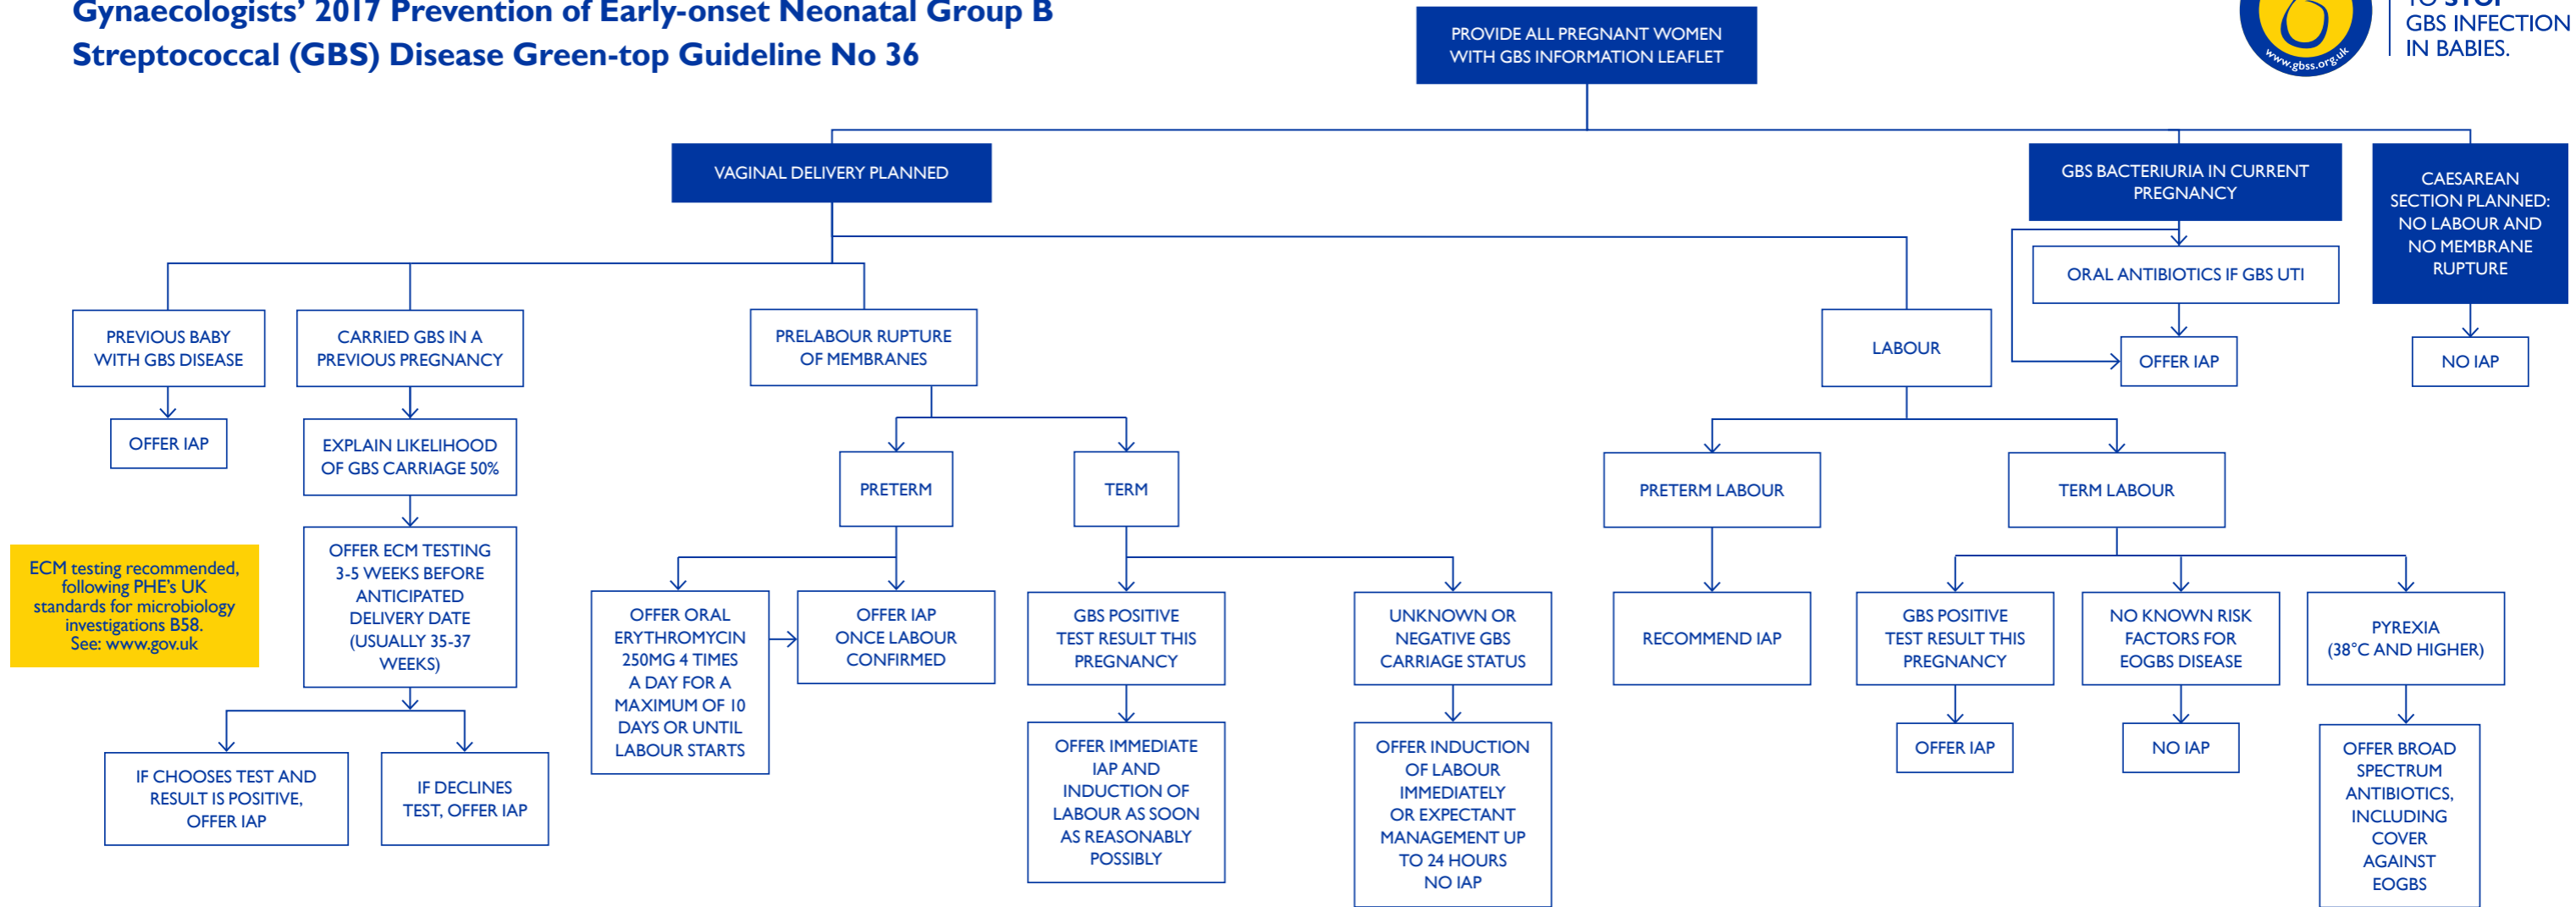 Gynaecologists’ 2017 Prevention of Early-onset Neonatal Group B
Streptococcal (GBS) Disease Green-top Guideline No 36
TO STOP
GBS INFECTION
IN BABIES.
www.gbss.org.uk
PROVIDE ALL PREGNANT WOMEN
WITH GBS INFORMATION LEAFLET
VAGINAL DELIVERY PLANNED
GBS BACTERIURIA IN CURRENT
PREGNANCY
CAESAREAN
SECTION PLANNED:
NO LABOUR AND
NO MEMBRANE
RUPTURE
ORAL ANTIBIOTICS IF GBS UTI
OFFER IAP
NO IAP
PREVIOUS BABY
WITH GBS DISEASE
OFFER IAP
CARRIED GBS IN A
PREVIOUS PREGNANCY
EXPLAIN LIKELIHOOD
OF GBS CARRIAGE 50%
OFFER ECM TESTING
3-5 WEEKS BEFORE
ANTICIPATED
DELIVERY DATE
(USUALLY 35-37
WEEKS)
ECM testing recommended,
following PHE’s UK
standards for microbiology
investigations B58.
See: www.gov.uk
IF CHOOSES TEST AND
RESULT IS POSITIVE,
OFFER IAP
IF DECLINES
TEST, OFFER IAP
PRELABOUR RUPTURE
OF MEMBRANES
PRETERM
TERM
OFFER ORAL
ERYTHROMYCIN
250MG 4 TIMES
A DAY FOR A
MAXIMUM OF 10
DAYS OR UNTIL
LABOUR STARTS
OFFER IAP
ONCE LABOUR
CONFIRMED
GBS POSITIVE
TEST RESULT THIS
PREGNANCY
OFFER IMMEDIATE
IAP AND
INDUCTION OF
LABOUR AS SOON
AS REASONABLY
POSSIBLY
UNKNOWN OR
NEGATIVE GBS
CARRIAGE STATUS
OFFER INDUCTION
OF LABOUR
IMMEDIATELY
OR EXPECTANT
MANAGEMENT UP
TO 24 HOURS
NO IAP
LABOUR
PRETERM LABOUR
RECOMMEND IAP
TERM LABOUR
GBS POSITIVE
TEST RESULT THIS
PREGNANCY
OFFER IAP
NO KNOWN RISK
FACTORS FOR
EOGBS DISEASE
NO IAP
PYREXIA
(38°C AND HIGHER)
OFFER BROAD
SPECTRUM
ANTIBIOTICS,
INCLUDING
COVER
AGAINST
EOGBS